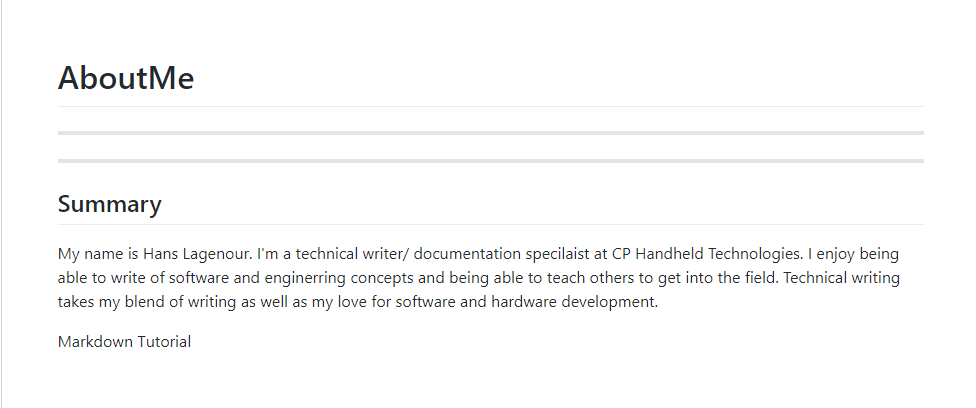 AboutMe
Summary
My name is Hans Lagenour. I'm a technical writer/ documentation specilaist at CP Handheld Technologies. I enjoy being
able to write of software and enginerring concepts and being able to teach others to get into the field. Technical writing
takes my blend of writing as well as my love for software and hardware development.
Markdown Tutorial